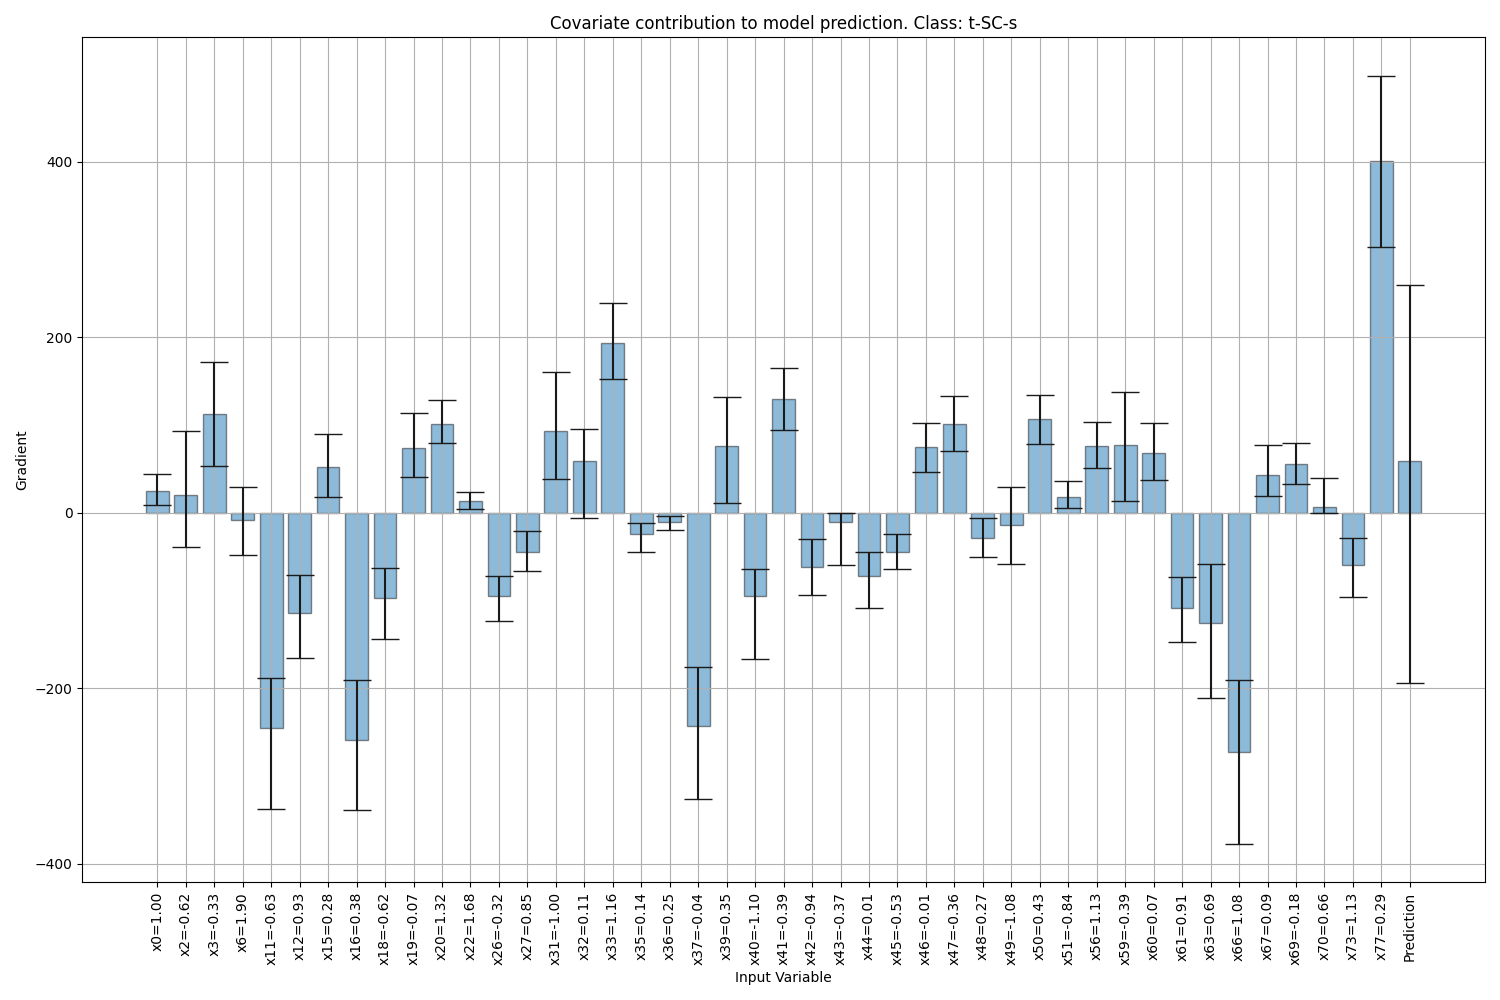 Covariate contribution to model prediction. Class: t-SC-s
Gradient
400
200
0
−200
−400
x0=1.00
x2=-0.62
x3=-0.33
x6=1.90
x11=-0.63
x12=0.93
x15=0.28
x16=0.38
x18=-0.62
x19=-0.07
x20=1.32
x22=1.68
x26=-0.32
x27=0.85
x31=-1.00
x32=0.11
x33=1.16
x35=0.14
x36=0.25
x37=-0.04
x39=0.35
x40=-1.10
x41=-0.39
x42=-0.94
x43=-0.37
x44=0.01
x45=-0.53
x46=-0.01
x47=-0.36
x48=0.27
x49=-1.08
x50=0.43
x51=-0.84
x56=1.13
x59=-0.39
x60=0.07
x61=0.91
x63=0.69
x66=1.08
x67=0.09
x69=-0.18
x70=0.66
x73=1.13
x77=0.29
Prediction
Input Variable